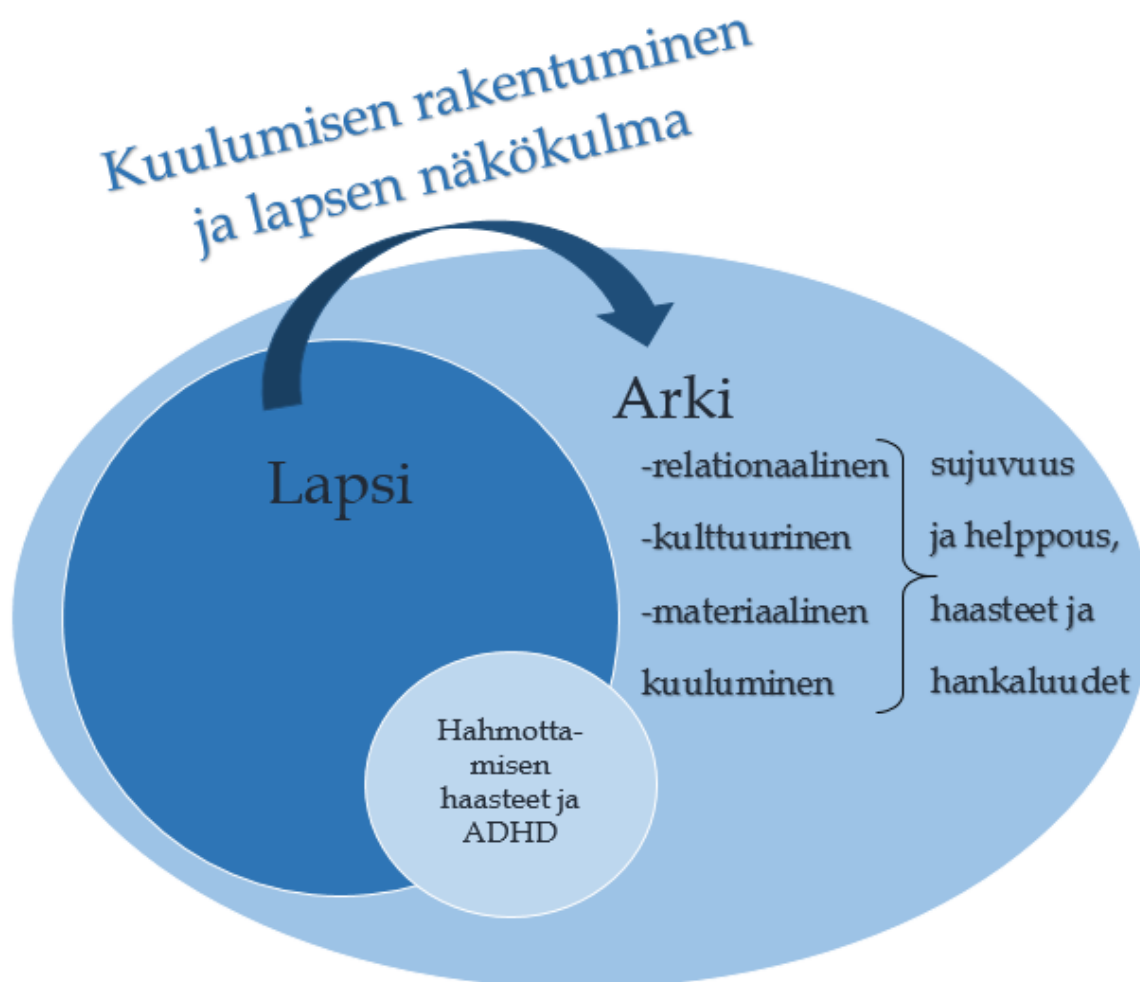 Kuulumisen rakentuminen
ja lapsen näkökulma
Lapsi
Arki
-relationaalinen
-kulttuurinen
-materiaalinen
kuuluminen
sujuvuus
ja helppous,
haasteet ja
hankaluudet
Hahmotta-
misen
haasteet ja
ADHD